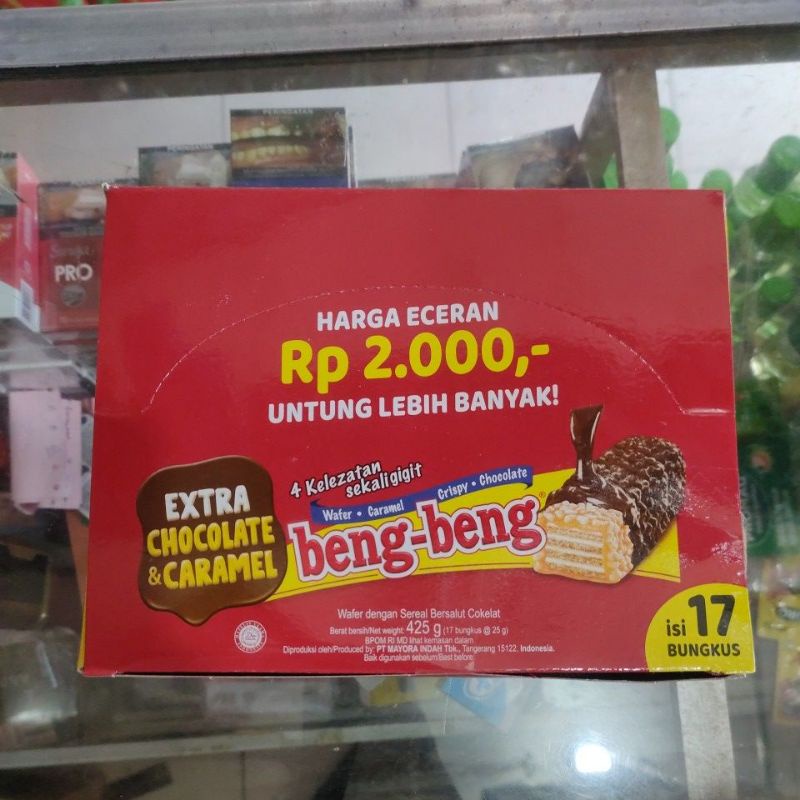 PERINGATAN
PRO
HARGA ECERAN
Rp 2.000,-
UNTUNG LEBIH BANYAK!
4 Kelezatan
sekali gigit
Wafer • Caramel Crispy • Chocolate
beng-beng®
EXTRA
CHOCOLATE
& CARAMEL
Wafer dengan Sereal Bersalut Cokelat
Berat bersih/Net weight: 425 g (17 bungkus @ 25 g)
BPOM RI MD lihat kemasan dalam
Diproduksi oleh/Produced by: PT MAYORA INDAH Tbk., Tangerang 15122, Indonesia.
Baik digunakan sebelum/Best before:
isi 17
BUNGKUS